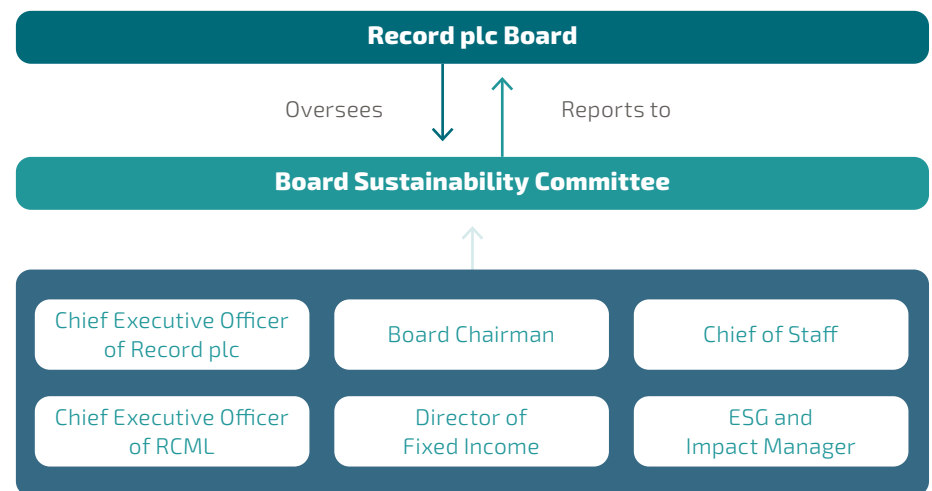 Record plc Board
Oversees
Reports to
Board Sustainability Committee
Chief Executive Officer
of Record plc
Board Chairman
Chief of Staff
Chief Executive Officer
of RCML
Director of
Fixed Income
ESG and
Impact Manager